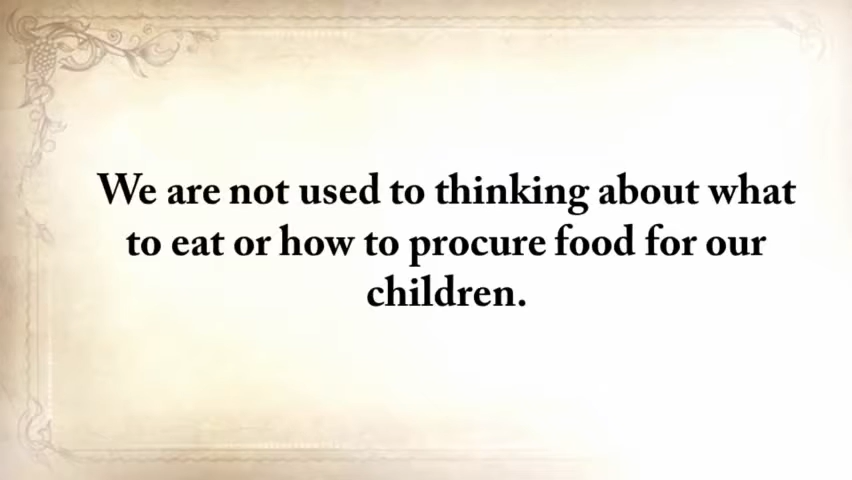 We are not used to thinking about what
to eat or how to procure food for our
children.